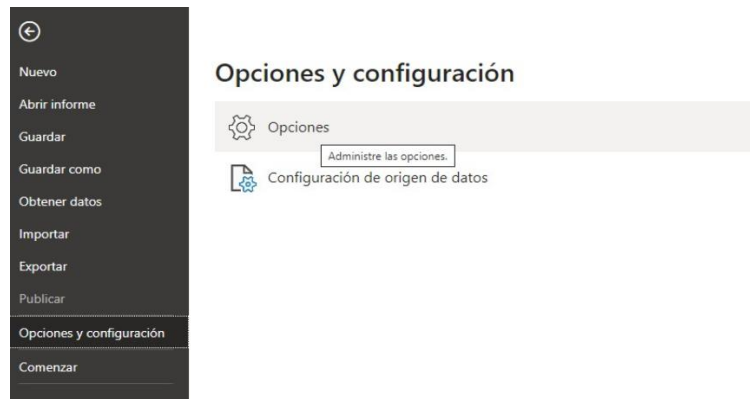 Nuevo
Abrir informe
Guardar
Guardar como
Obtener datos
Importar
Exportar
Publicar
Opciones y configuración
Comenzar
Opciones y configuración
Opciones
Administre las opciones.
Configuración de origen de datos